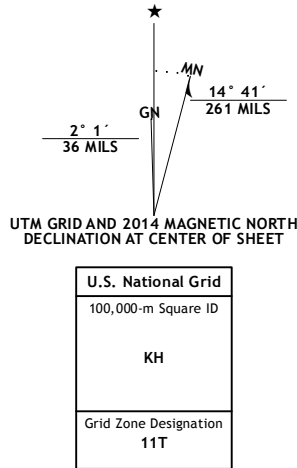 ★
MN
GN
14° 41´
261 MILS
2° 1´
36 MILS
UTM GRID AND 2014 MAGNETIC NORTH
DECLINATION AT CENTER OF SHEET
U.S. National Grid
100,000-m Square ID
KH
Grid Zone Designation
11T